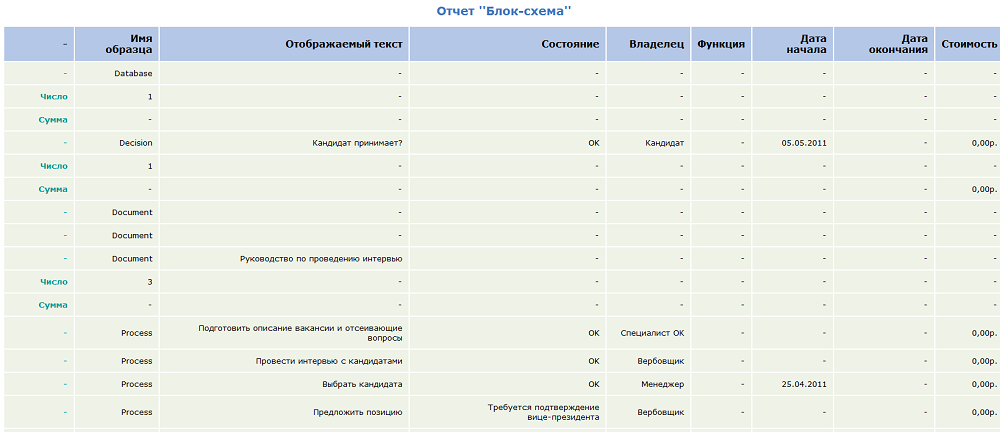 Отчет "Блок-схема"
- Имя образца Отображаемый текст Состояние Владелец Функция Дата начала Дата окончания Стоимость
- Database - - - - - - -
Число 1 - - - - - - -
Сумма - - - - - - - -
- Decision Кандидат принимает? OK Кандидат - 05.05.2011 - 0,00р.
Число 1 - - - - - - -
Сумма - - - - - - - 0,00р.
- Document - - - - - - -
- Document - - - - - - -
- Document Руководство по проведению интервью - - - - - -
Число 3 - - - - - - -
Сумма - - - - - - - -
- Process Подготовить описание вакансии и отсеивающие вопросы OK Специалист ОК - - - 0,00р.
- Process Провести интервью с кандидатами OK Вербовщик - - - 0,00р.
- Process Выбрать кандидата OK Менеджер - 25.04.2011 - 0,00р.
- Process Предложить позицию Требуется подтверждение вице-президента Вербовщик - - - 0,00р.